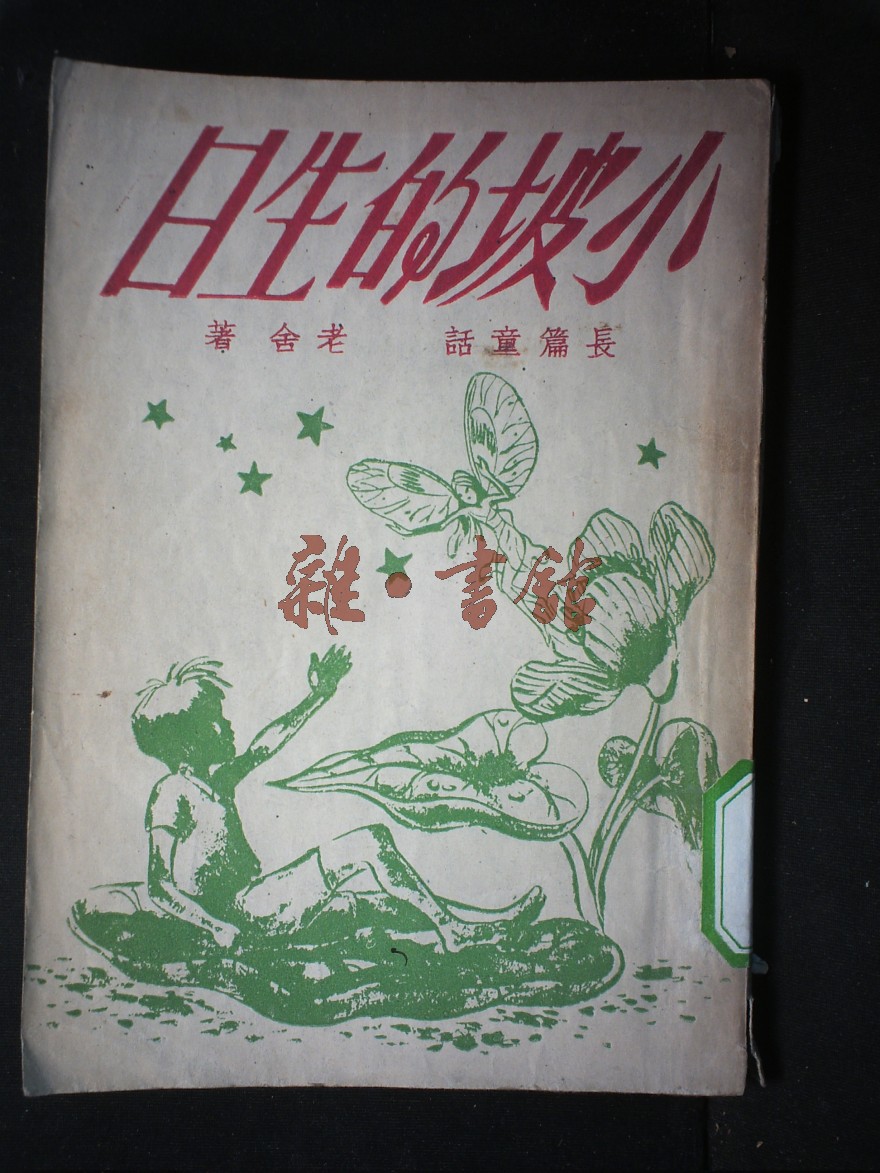 小坡的生日
長篇童話 老舍著
雜·書館